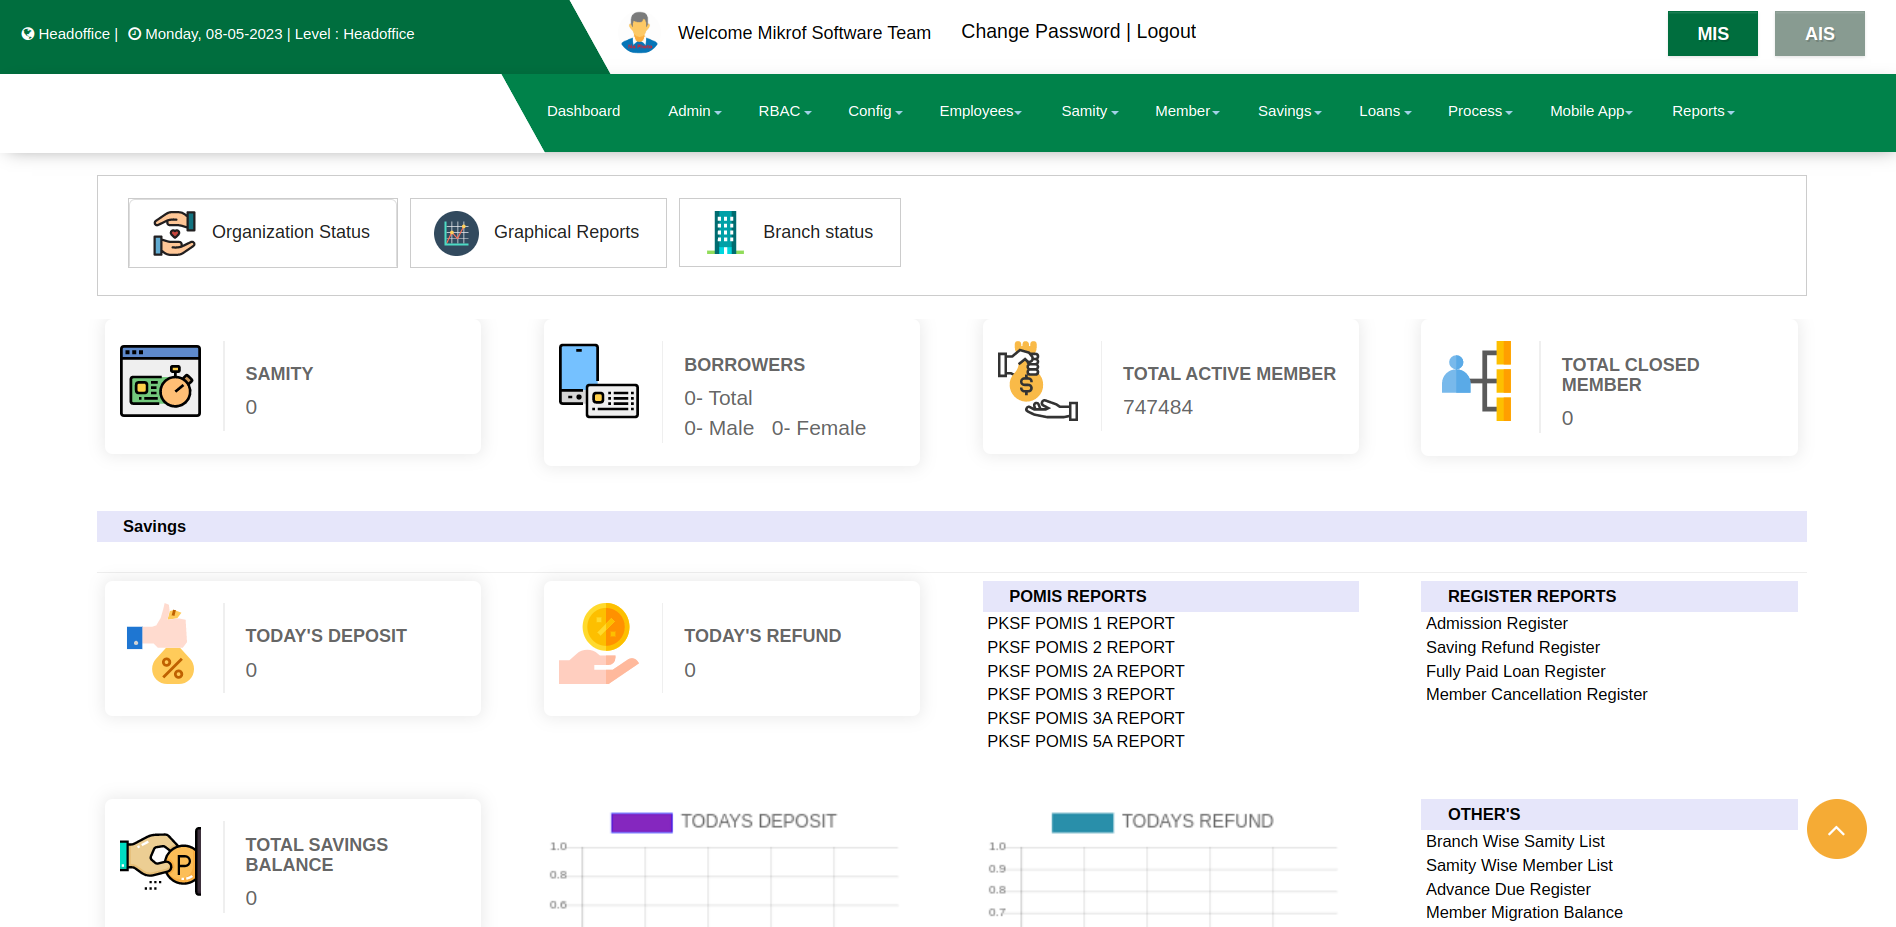 Headoffice | Monday, 08-05-2023 | Level : Headoffice
Welcome Mikrof Software Team
Change Password | Logout
MIS
AIS
Dashboard
Admin
RBAC
Config
Employees
Samity
Member
Savings
Loans
Process
Mobile App
Reports
Organization Status
Graphical Reports
Branch status
SAMITY
0
BORROWERS
0- Total
0- Male 0- Female
TOTAL ACTIVE MEMBER
747484
TOTAL CLOSED
MEMBER
0
Savings
TODAY'S DEPOSIT
0
TODAY'S REFUND
0
POMIS REPORTS
PKSF POMIS 1 REPORT
PKSF POMIS 2 REPORT
PKSF POMIS 2A REPORT
PKSF POMIS 3 REPORT
PKSF POMIS 3A REPORT
PKSF POMIS 5A REPORT
REGISTER REPORTS
Admission Register
Saving Refund Register
Fully Paid Loan Register
Member Cancellation Register
TOTAL SAVINGS
BALANCE
0
TODAYS DEPOSIT
1.0
0.8
0.6
TODAYS REFUND
1.0
0.9
0.8
0.7
OTHER'S
Branch Wise Samity List
Samity Wise Member List
Advance Due Register
Member Migration Balance